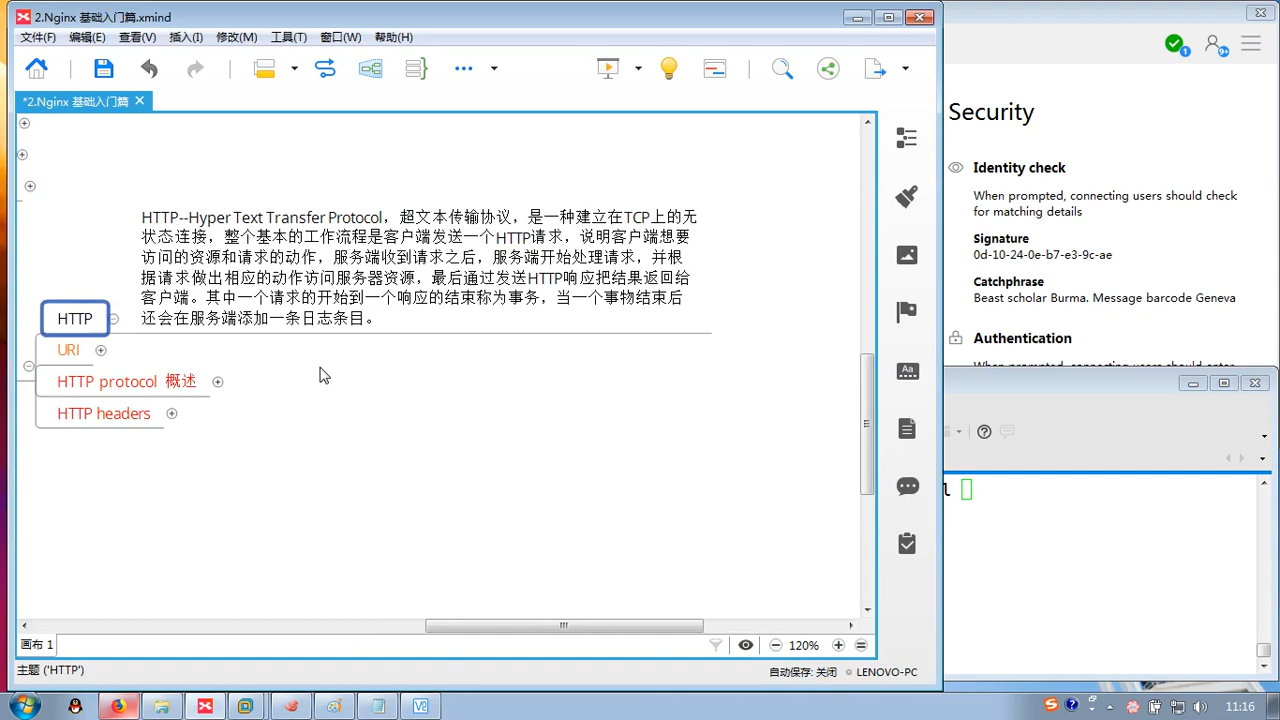 2.Nginx 基础入门篇.xmind
文件(F) 编辑(E) 查看(V) 插入(I) 修改(M) 工具(T) 窗口(W) 帮助(H)
*2.Nginx 基础入门篇
HTTP--Hyper Text Transfer Protocol，超文本传输协议，是一种建立在TCP上的无
状态连接，整个基本的工作流程是客户端发送一个HTTP请求，说明客户端想要
访问的资源和请求的动作，服务端收到请求之后，服务端开始处理请求，并根
据请求做出相应的动作访问服务器资源，最后通过发送HTTP响应把结果返回给
客户端。其中一个请求的开始到一个响应的结束称为事务，当一个事物结束后
还会在服务端添加一条日志条目。
HTTP
URI
HTTP protocol 概述
HTTP headers
Aa
画布 1
120%
主题 ('HTTP')
自动保存: 关闭
LENOVO-PC
1
9+
Security
Identity check
When prompted, connecting users should check
for matching details
Signature
0d-10-24-0e-b7-e3-9c-ae
Catchphrase
Beast scholar Burma. Message barcode Geneva
Authentication
l
11:16